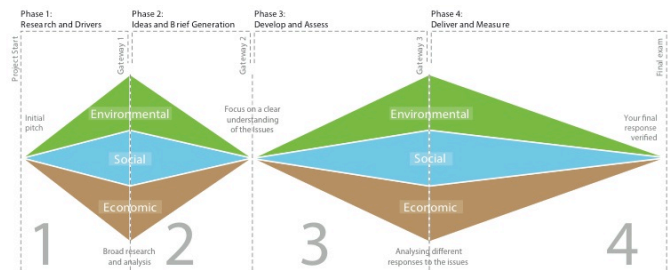 Phase 1:
Research and Drivers
Phase 2:
Ideas and Brief Generation
Phase 3:
Develop and Assess
Phase 4:
Deliver and Measure
Project Start
Gateway 1
Gateway 2
Gateway 3
Final exam
Initial
pitch
Environmental
Social
Economic
Focus on a clear
understanding
of the Issues
Environmental
Social
Economic
Your final
response
verified
1
2
3
4
Broad research
and analysis
Analysing different
responses to the issues